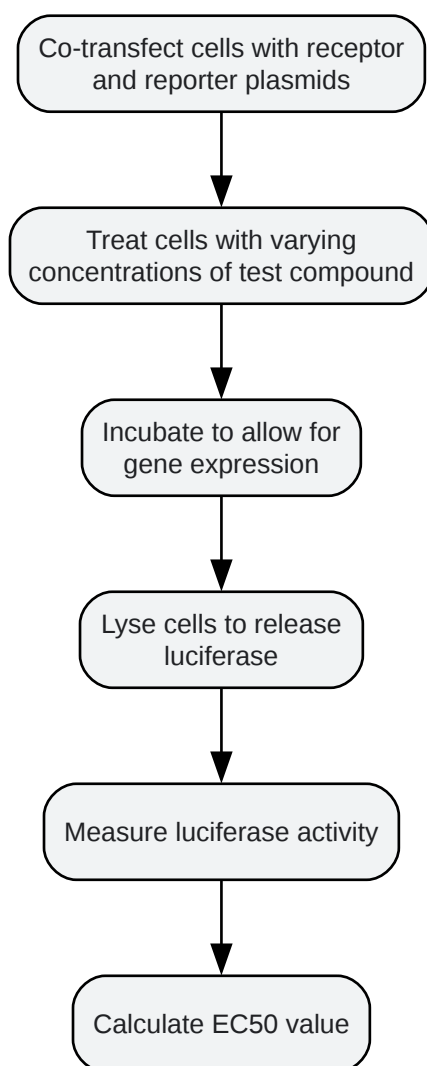 Co-transfect cells with receptor
and reporter plasmids
Treat cells with varying
concentrations of test compound
Incubate to allow for
gene expression
Lyse cells to release
luciferase
Measure luciferase activity
Calculate EC50 value